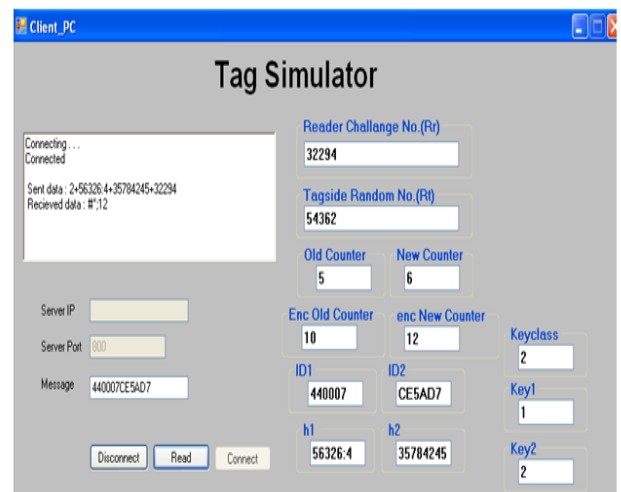 Client_PC
Tag Simulator
Connecting . . .
Connected
Sent data : 2+56326:4+35784245+32294
Recieved data : #";12
Reader Challange No.(Rr)
32294
Tagside Random No.(Rt)
54362
Old Counter New Counter
5 6
Enc Old Counter enc New Counter
10 12
Keyclass
2
ID1 ID2
440007 CE5AD7
Key1
1
h1 h2
56326:4 35784245
Key2
2
Server IP
Server Port 800
Message 440007CE5AD7
Disconnect Read Connect